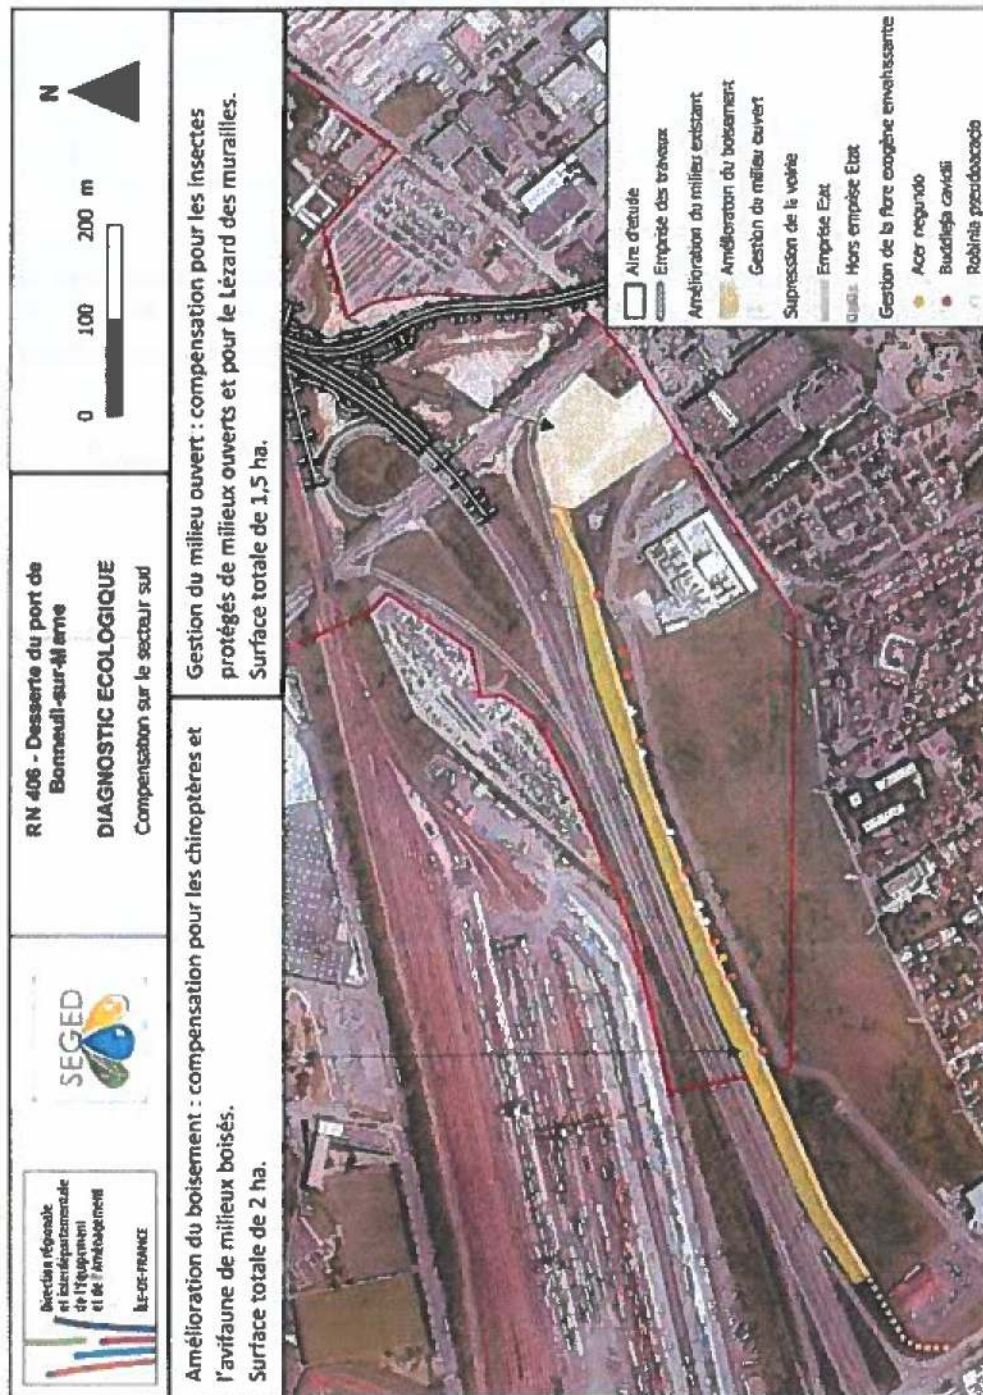 Direction régionale
et interdépartementale
de l'Équipement
et de l'Aménagement
ÎLE-DE-FRANCE
SEGED
RN 406 - Desserte du port de
Bonneuil-sur-Marne
DIAGNOSTIC ECOLOGIQUE
Compensation sur le secteur sud
0 100 200 m
N
Amélioration du boisement : compensation pour les chiroptères et
l'avifaune de milieux boisés.
Surface totale de 2 ha.
Gestion du milieu ouvert : compensation pour les insectes
protégés de milieux ouverts et pour le Lézard des murailles.
Surface totale de 1,5 ha.
Aire d'etude
Emprise des travaux
Amélioration du milieu existant
Amélioration du boisement
Gestion du milieu ouvert
Supression de la voirie
Emprise Etat
Hors emprise Etat
Gestion de la flore exogène envahissante
Acer negundo
Buddleja davidii
Robinia pseudoacacia